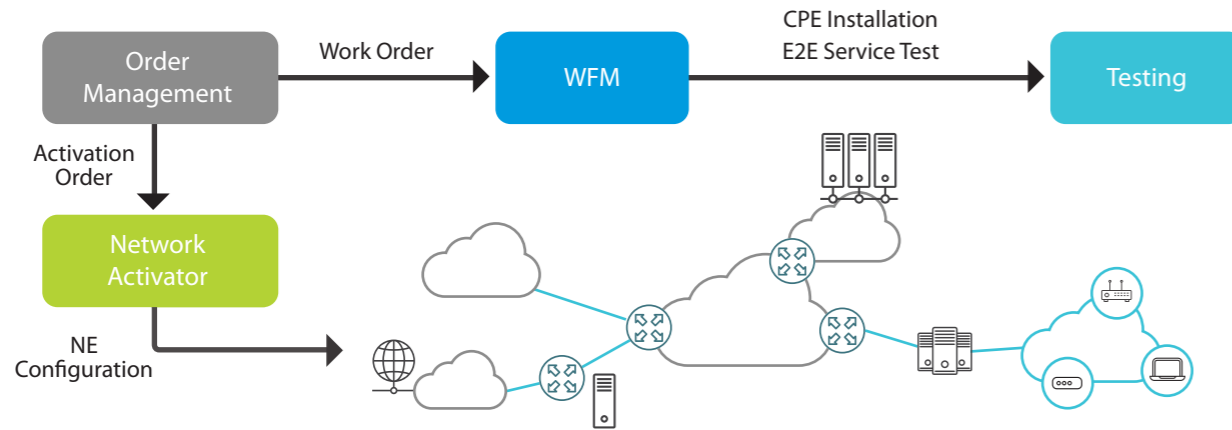 Order
Management
Work Order
WFM
CPE Installation
E2E Service Test
Testing
Activation
Order
Network
Activator
NE
Configuration